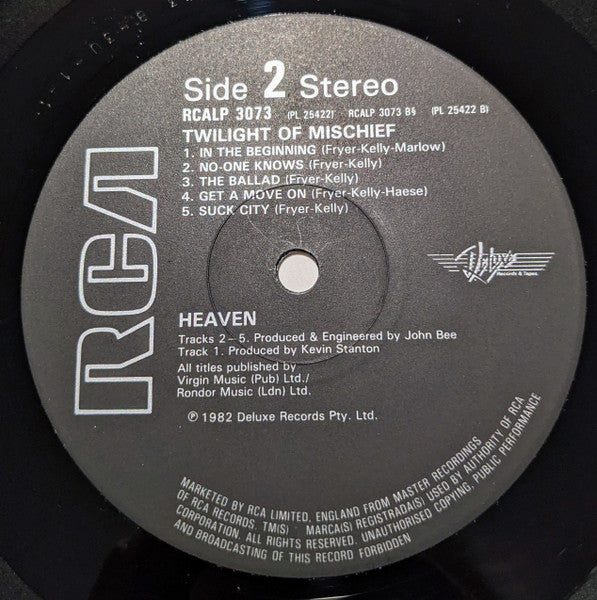 Side 2 Stereo
RCALP 3073 (PL 25422) RCALP 3073 B§ (PL 25422 B)
TWILIGHT OF MISCHIEF
1. IN THE BEGINNING (Fryer-Kelly-Marlow)
2. NO-ONE KNOWS (Fryer-Kelly)
3. THE BALLAD (Fryer-Kelly)
4. GET A MOVE ON (Fryer-Kelly-Haese)
5. SUCK CITY (Fryer-Kelly)
RCA
Deluxe
Records & Tapes.
HEAVEN
Tracks 2–5. Produced & Engineered by John Bee
Track 1. Produced by Kevin Stanton
All titles published by
Virgin Music (Pub) Ltd./
Rondor Music (Ldn) Ltd.
℗ 1982 Deluxe Records Pty. Ltd.
MARKETED BY RCA LIMITED, ENGLAND FROM MASTER RECORDINGS
OF RCA RECORDS. TM(S) MARCA(S) REGISTRADA(S) USED BY AUTHORITY OF RCA
CORPORATION. ALL RIGHTS RESERVED. UNAUTHORISED COPYING, PUBLIC PERFORMANCE
AND BROADCASTING OF THIS RECORD FORBIDDEN